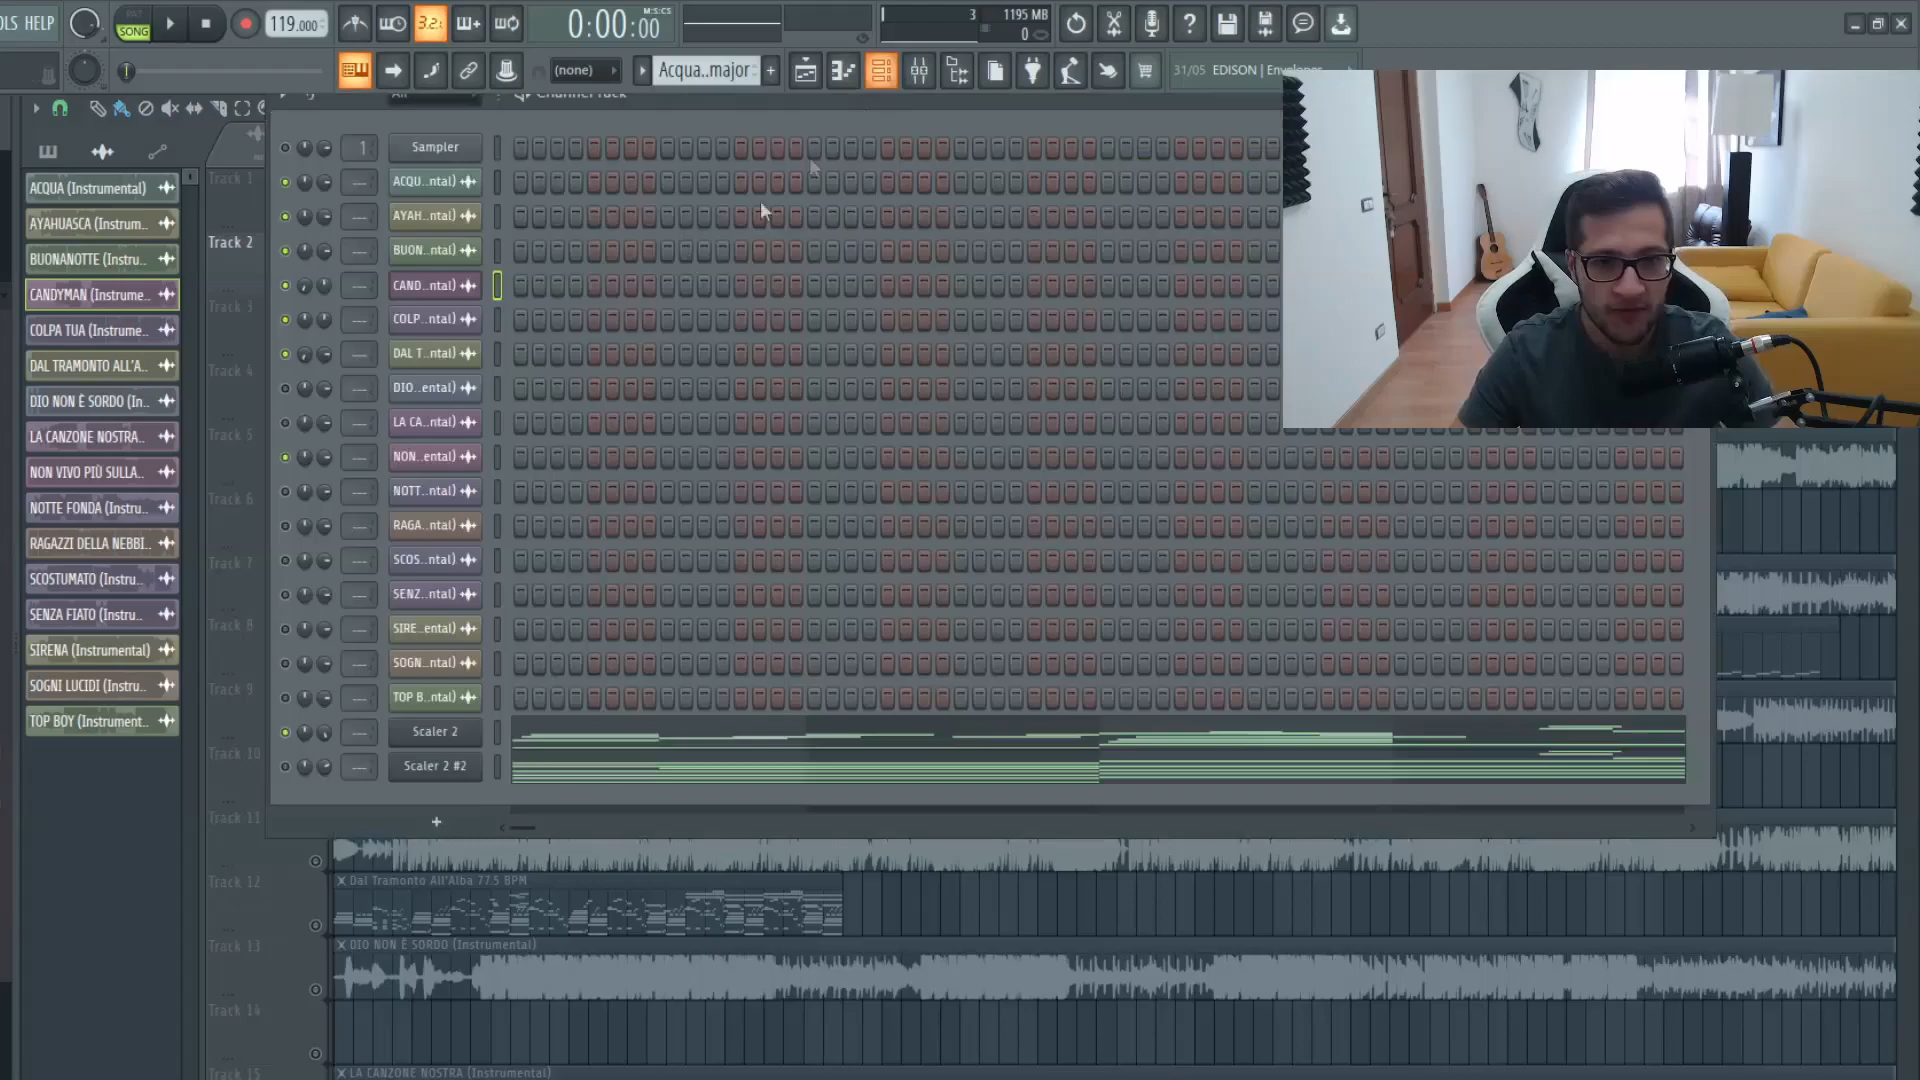 OLS HELP
PAT
SONG
119.000
3.2:
0:00:00
M:S:CS
3
1195 MB
0
(none)
Acqua..major
31/05 EDISON | Envelopes
Channel rack
All
1
Sampler
ACQU..ntal)
AYAH..ntal)
BUON..ntal)
CAND..ntal)
COLP..ntal)
DAL T..ntal)
DIO..ental)
LA CA..ntal)
NON..ental)
NOTT..ntal)
RAGA..ntal)
SCOS..ntal)
SENZ..ntal)
SIRE..ental)
SOGN..ntal)
TOP B..ntal)
Scaler 2
Scaler 2 #2
ACQUA (Instrumental)
AYAHUASCA (Instrum..
BUONANOTTE (Instru..
CANDYMAN (Instrume..
COLPA TUA (Instrume..
DAL TRAMONTO ALL'A..
DIO NON È SORDO (In..
LA CANZONE NOSTRA..
NON VIVO PIÙ SULLA..
NOTTE FONDA (Instru..
RAGAZZI DELLA NEBBI..
SCOSTUMATO (Instru..
SENZA FIATO (Instru..
SIRENA (Instrumental)
SOGNI LUCIDI (Instru..
TOP BOY (Instrument..
Track 1
Track 2
Track 3
Track 4
Track 5
Track 6
Track 7
Track 8
Track 9
Track 10
Track 11
Track 12
Dal Tramonto All'Alba 77.5 BPM
Track 13
DIO NON È SORDO (Instrumental)
Track 14
Track 15
LA CANZONE NOSTRA (Instrumental)